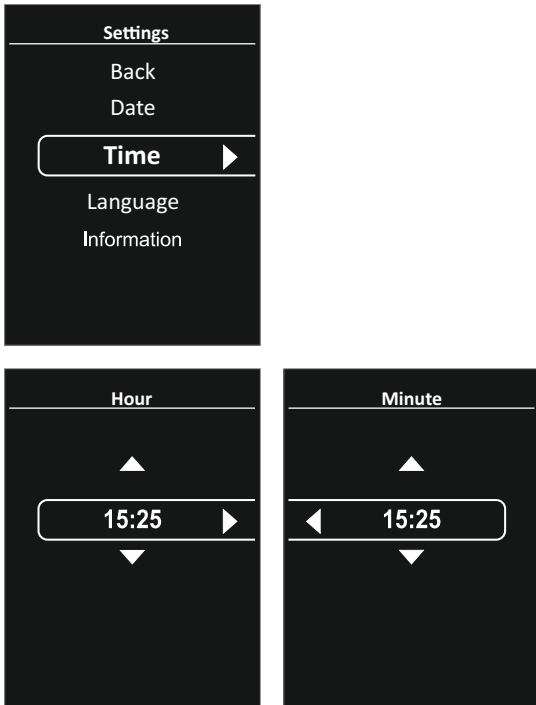 Settings
Back
Date
Time
Language
Information
Hour
15:25
Minute
15:25